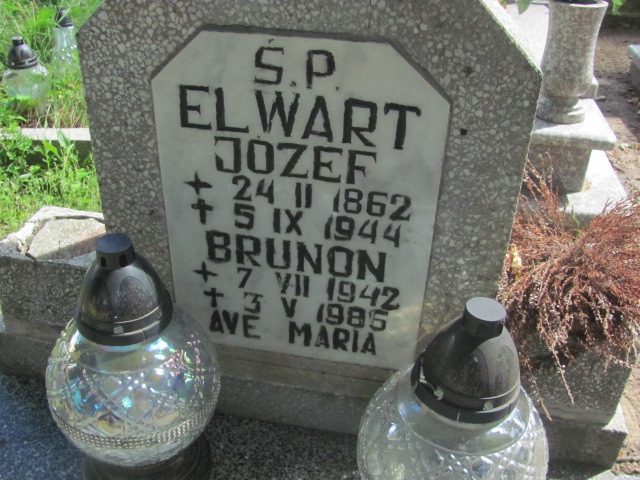 Ś.P.
ELWART
JÓZEF
24 II 1862
✝ 5 IX 1944
BRUNON
7 VII 1942
✝ 3 V 1985
AVE MARIA